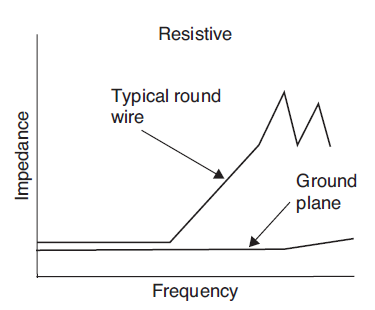 Resistive
Typical round
wire
Ground
plane
Impedance
Frequency